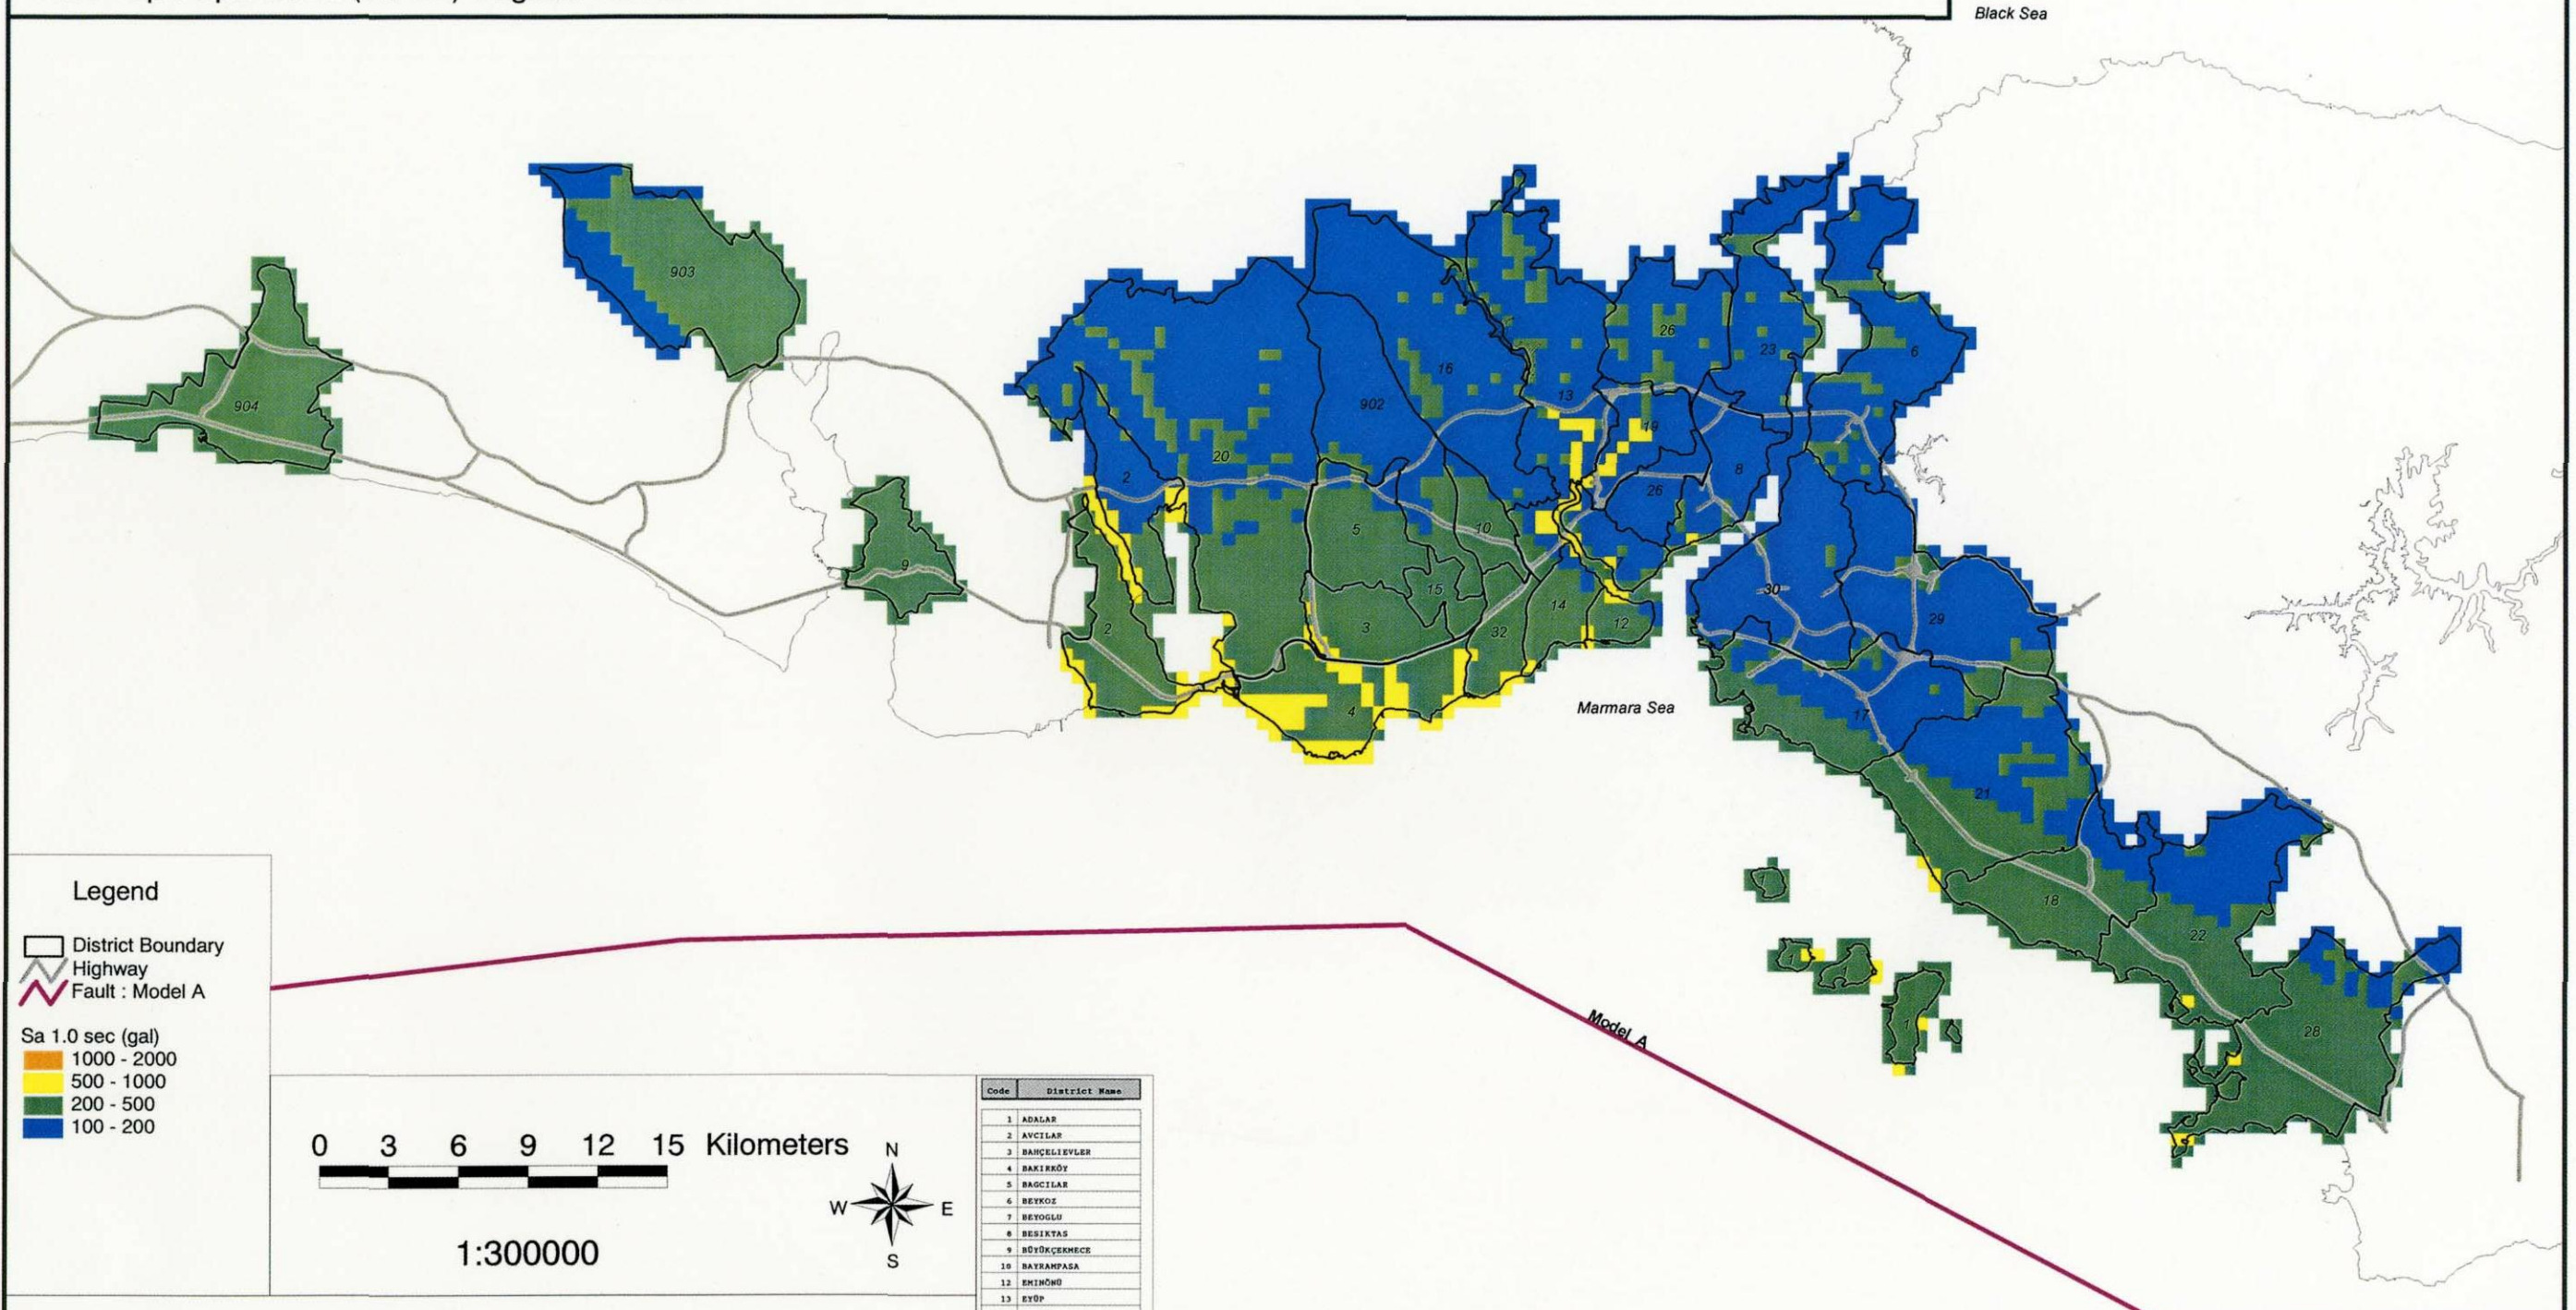 Black Sea
903
904
26
23
6
16
902
13
19
20
2
8
26
5
10
9
15
30
29
14
3
32
12
2
4
Marmara Sea
17
21
1
18
22
1
1
1
28
Model A
Legend
District Boundary
Highway
Fault : Model A
Sa 1.0 sec (gal)
1000 - 2000
500 - 1000
200 - 500
100 - 200
0 3 6 9 12 15 Kilometers
1:300000
N
W E
S
Code District Name
1 ADALAR
2 AVCILAR
3 BAHÇELIEVLER
4 BAKIRKÖY
5 BAGCILAR
6 BEYKOZ
7 BEYOGLU
8 BESIKTAS
9 BÜYÜKÇEKMECE
10 BAYRAMPASA
12 EMINÖNÜ
13 EYÜP